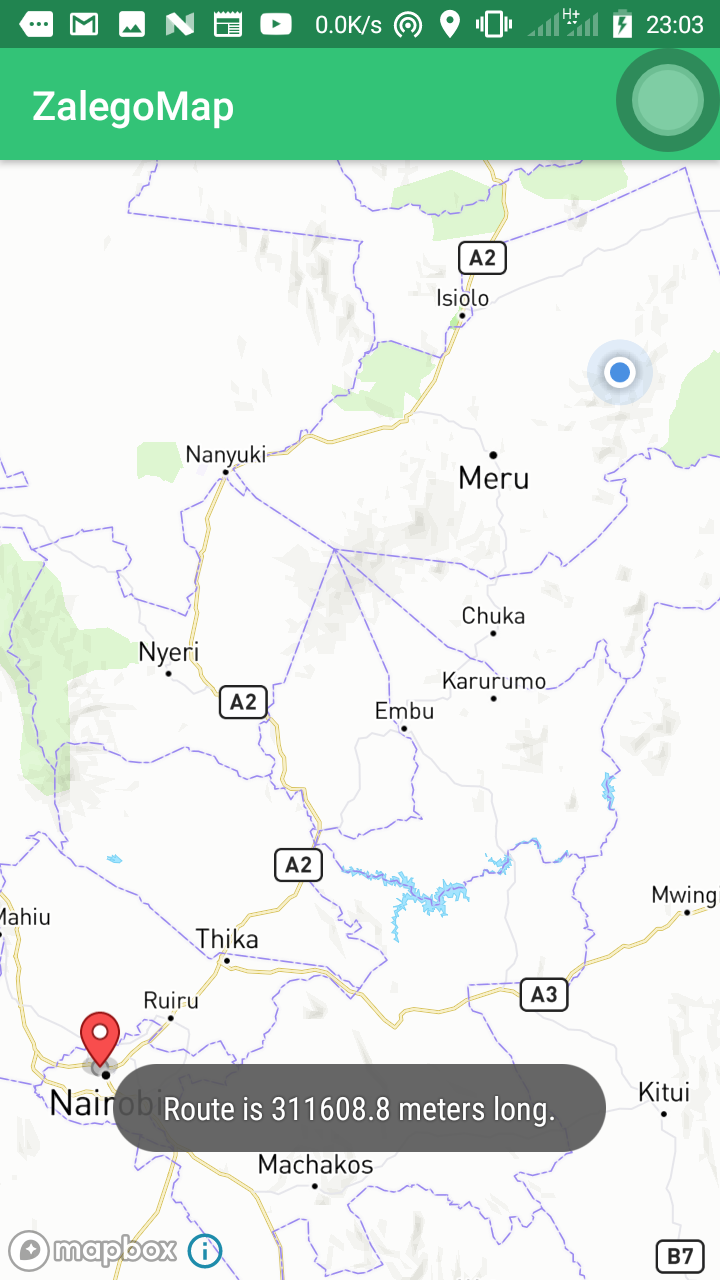 0.0K/s H+ 23:03
ZalegoMap
A2
Isiolo
Nanyuki
Meru
Chuka
Nyeri
Karurumo
A2
Embu
A2
Mwingi
Mahiu
Thika
A3
Ruiru
Kitui
Nairobi
Route is 311608.8 meters long.
Machakos
mapbox
B7